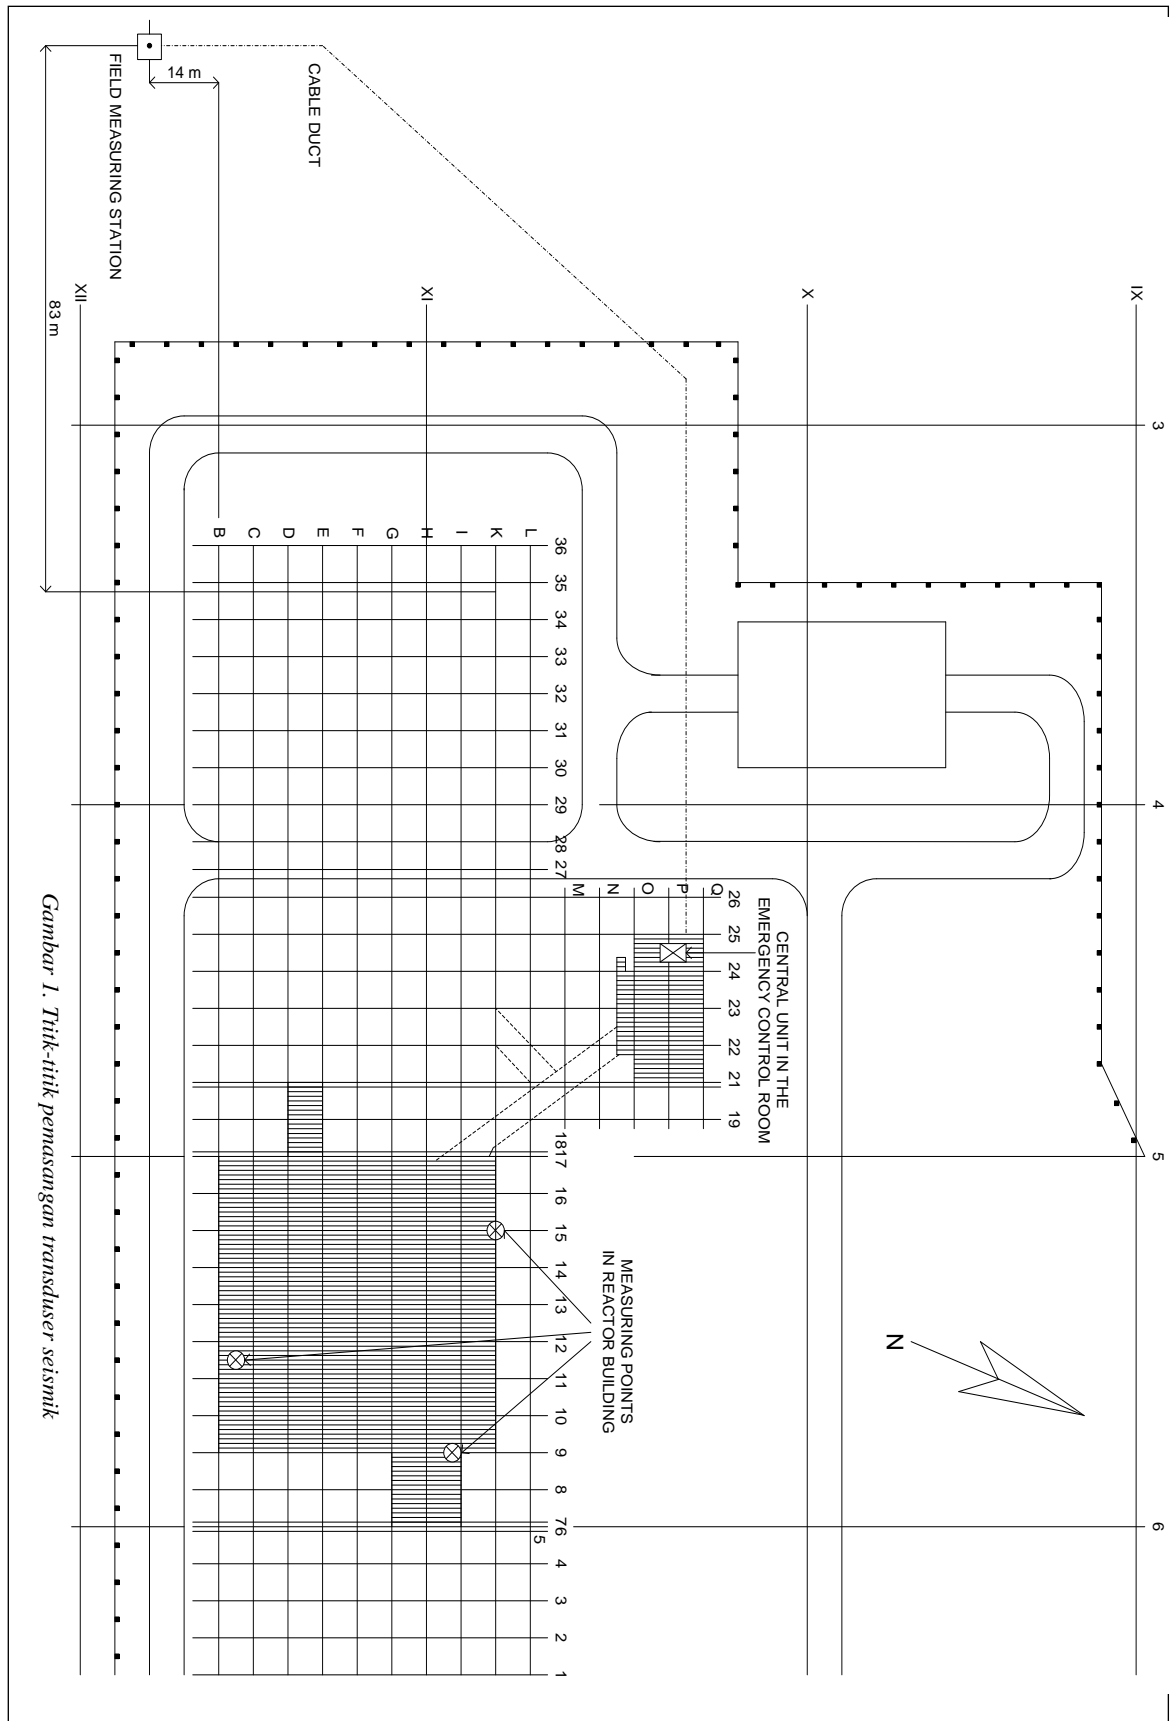 3 4 5 6
IX
X
XI
XII
N
CENTRAL UNIT IN THE
EMERGENCY CONTROL ROOM
26 25 24 23 22 21 19
Q
P
O
N
M
MEASURING POINTS
IN REACTOR BUILDING
36 35 34 33 32 31 30 29 28 27 18 17 16 15 14 13 12 11 10 9 8 7 6 5 4 3 2 1
L
K
I
H
G
F
E
D
C
B
CABLE DUCT
14 m
FIELD MEASURING STATION
83 m
Gambar 1. Tiitk-titik pemasangan transduser seismik